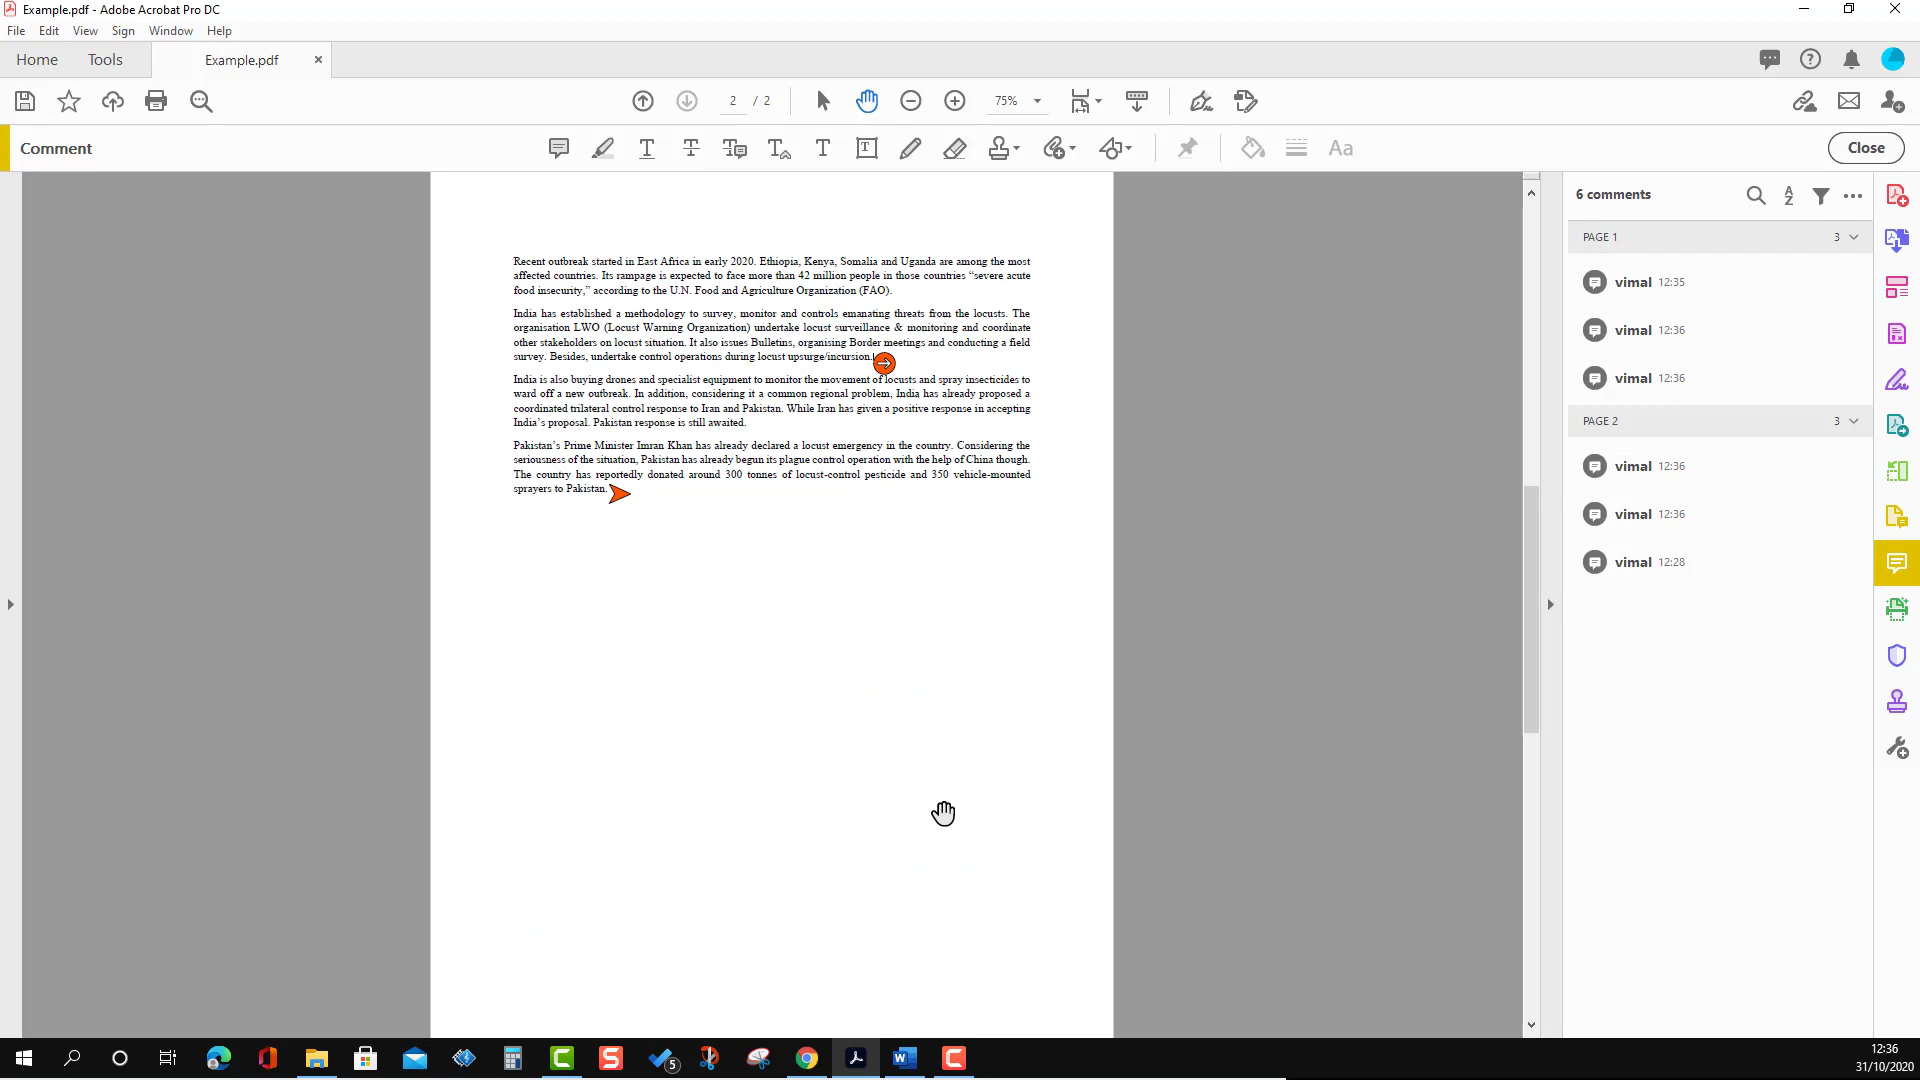 Example.pdf - Adobe Acrobat Pro DC
File Edit View Sign Window Help
Home Tools Example.pdf
2 / 2 75%
Comment
Close
Aa
6 comments
PAGE 1 3
vimal 12:35
vimal 12:36
vimal 12:36
PAGE 2 3
vimal 12:36
vimal 12:36
vimal 12:28
Recent outbreak started in East Africa in early 2020. Ethiopia, Kenya, Somalia and Uganda are among the most
affected countries. Its rampage is expected to face more than 42 million people in those countries “severe acute
food insecurity,” according to the U.N. Food and Agriculture Organization (FAO).
India has established a methodology to survey, monitor and controls emanating threats from the locusts. The
organisation LWO (Locust Warning Organization) undertake locust surveillance & monitoring and coordinate
other stakeholders on locust situation. It also issues Bulletins, organising Border meetings and conducting a field
survey. Besides, undertake control operations during locust upsurge/incursion.
India is also buying drones and specialist equipment to monitor the movement of locusts and spray insecticides to
ward off a new outbreak. In addition, considering it a common regional problem, India has already proposed a
coordinated trilateral control response to Iran and Pakistan. While Iran has given a positive response in accepting
India’s proposal. Pakistan response is still awaited.
Pakistan’s Prime Minister Imran Khan has already declared a locust emergency in the country. Considering the
seriousness of the situation, Pakistan has already begun its plague control operation with the help of China though.
The country has reportedly donated around 300 tonnes of locust-control pesticide and 350 vehicle-mounted
sprayers to Pakistan.
5
12:36
31/10/2020